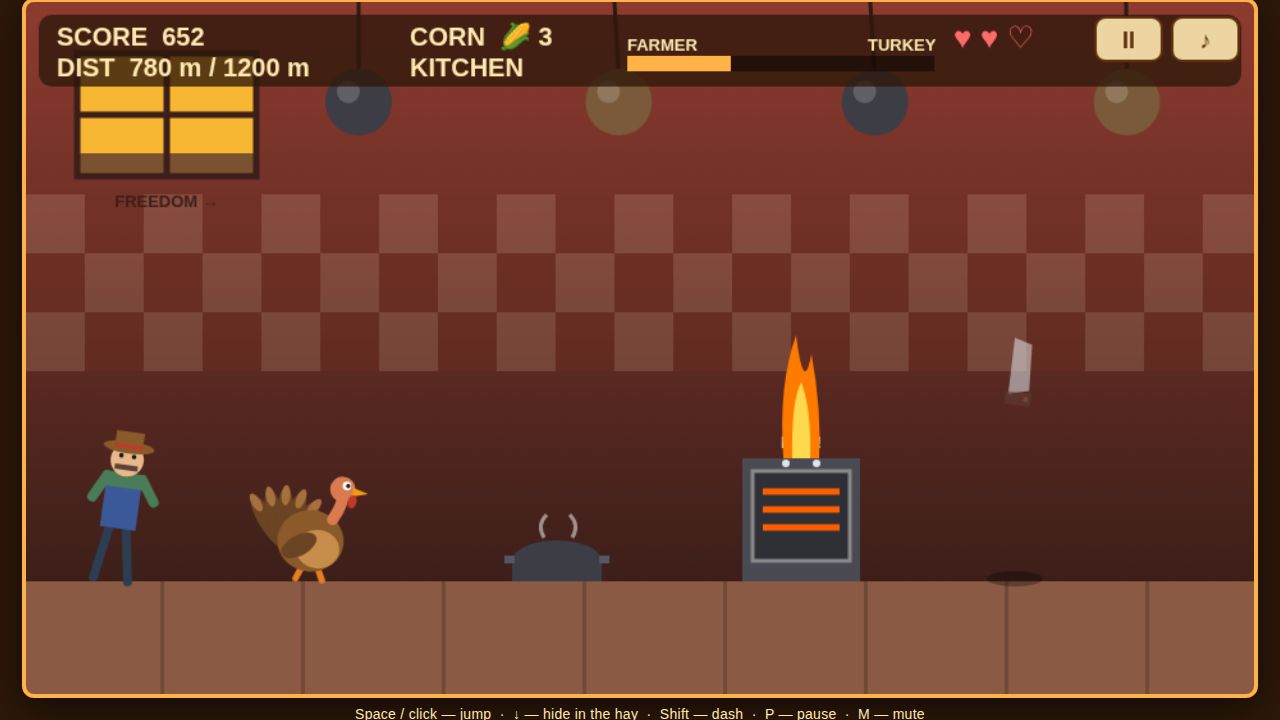 SCORE 652
DIST 780 m / 1200 m
CORN 🌽 3
KITCHEN
FARMER
TURKEY
♥ ♥ ♡
⏸
♪
FREEDOM →
Space / click — jump · ↓ — hide in the hay · Shift — dash · P — pause · M — mute